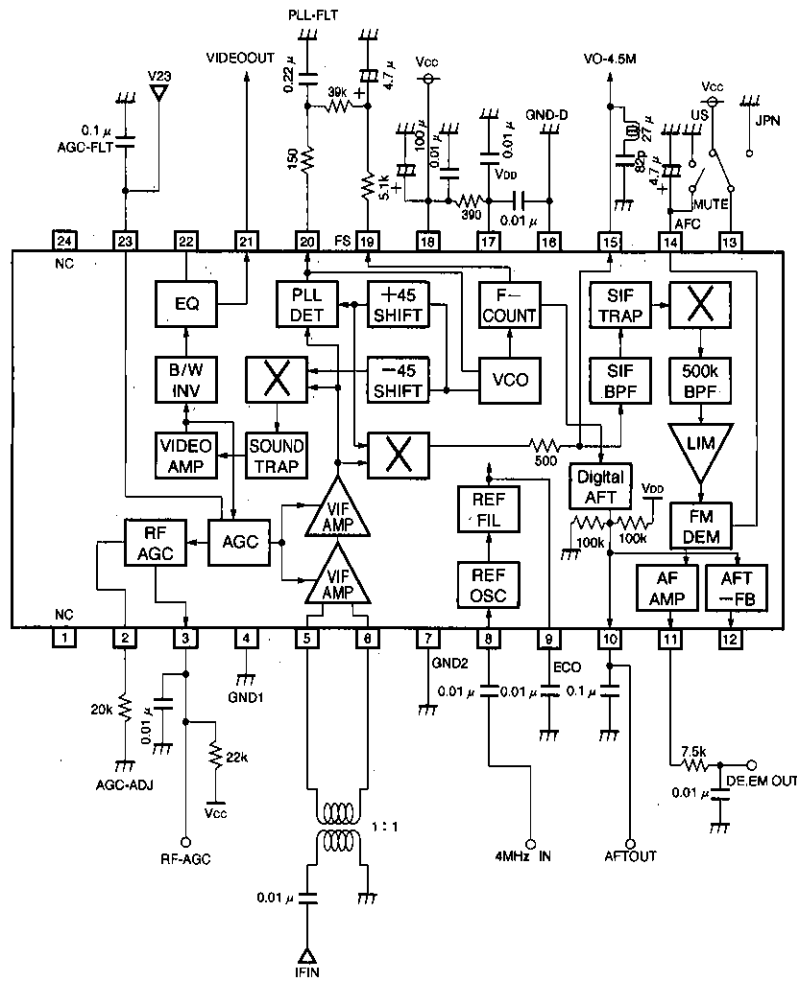 PLL-FLT
VIDEOOUT
Vcc
VO-4.5M
V23
0.22 μ
4.7 μ
39k
+
GND-D
Vcc
US
JPN
0.1 μ
AGC-FLT
150
5.1k
100 μ
+
0.01 μ
390
0.01 μ
VDD
0.01 μ
27 μ
82p
4.7 μ
+
MUTE
AFC
24
23
22
21
20
FS
19
18
17
16
15
14
13
NC
EQ
PLL
DET
+45
SHIFT
F-
COUNT
SIF
TRAP
B/W
INV
-45
SHIFT
VCO
SIF
BPF
500k
BPF
VIDEO
AMP
SOUND
TRAP
500
LIM
VIF
AMP
REF
FIL
Digital
AFT
VDD
100k
100k
FM
DEM
RF
AGC
AGC
VIF
AMP
REF
OSC
AF
AMP
AFT
-FB
NC
1
2
3
4
5
6
7
8
9
10
11
12
GND1
GND2
ECO
20k
AGC-ADJ
0.01 μ
22k
Vcc
RF-AGC
0.01 μ
0.01 μ
0.1 μ
7.5k
0.01 μ
DE.EM OUT
1 : 1
4MHz IN
AFTOUT
0.01 μ
IFIN